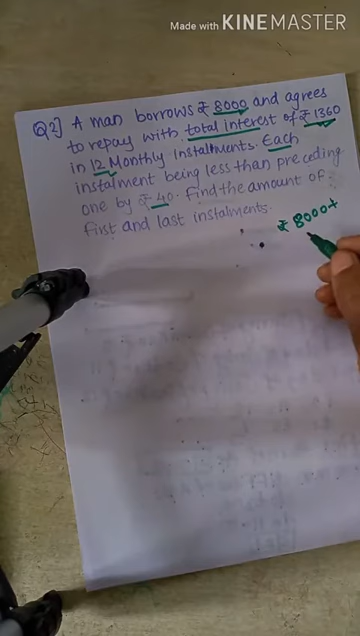 Made with KINEMASTER
Q2] A man borrows ₹ 8000 and agrees
to repay with total interest of ₹ 1360
in 12 Monthly installments. Each
instalment being less than preceding
one by ₹ 40. Find the amount of
first and last instalments.
₹ 8000+